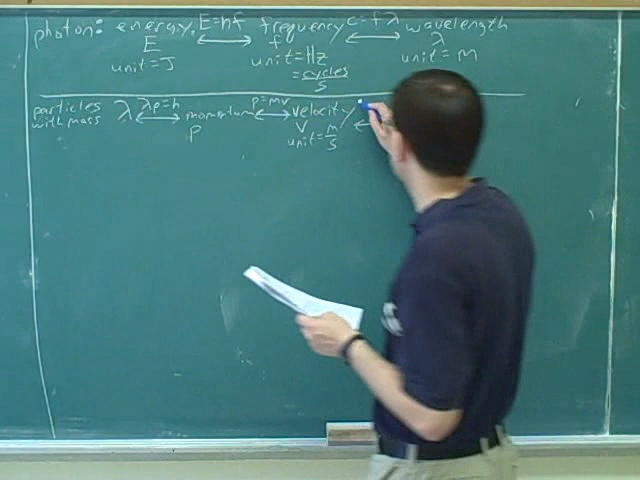 photon: energy E=hf frequency c=fλ wavelength
E f λ
unit=J unit=Hz unit=m
=cycles/s
particles with mass λ λp=h momentum p=mv velocity
p v
unit=m/s